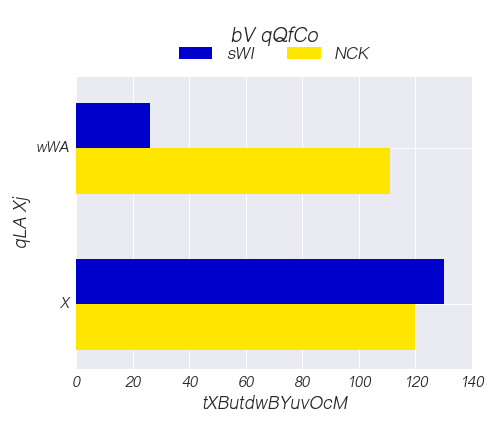 bV qQfCo
sWI NCK
qLA Xj
wWA
X
0 20 40 60 80 100 120 140
tXButdwBYuvOcM